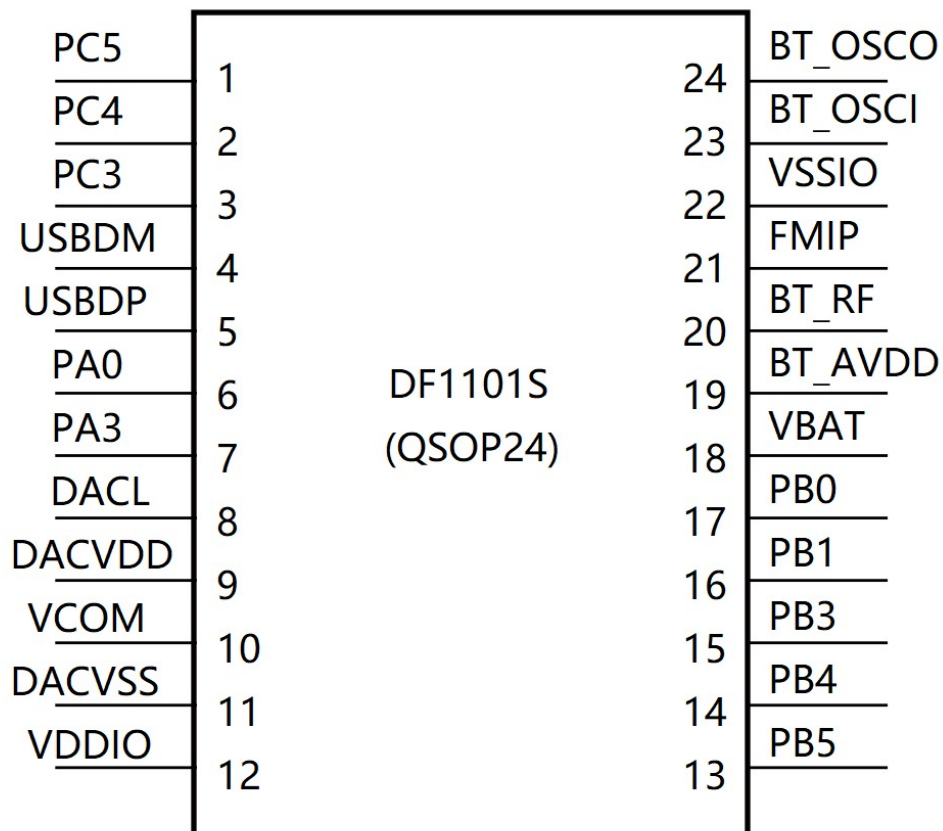 PC5 1
PC4 2
PC3 3
USBDM 4
USBDP 5
PA0 6
PA3 7
DACL 8
DACVDD 9
VCOM 10
DACVSS 11
VDDIO 12
DF1101S
(QSOP24)
24 BT_OSCO
23 BT_OSCI
22 VSSIO
21 FMIP
20 BT_RF
19 BT_AVDD
18 VBAT
17 PB0
16 PB1
15 PB3
14 PB4
13 PB5